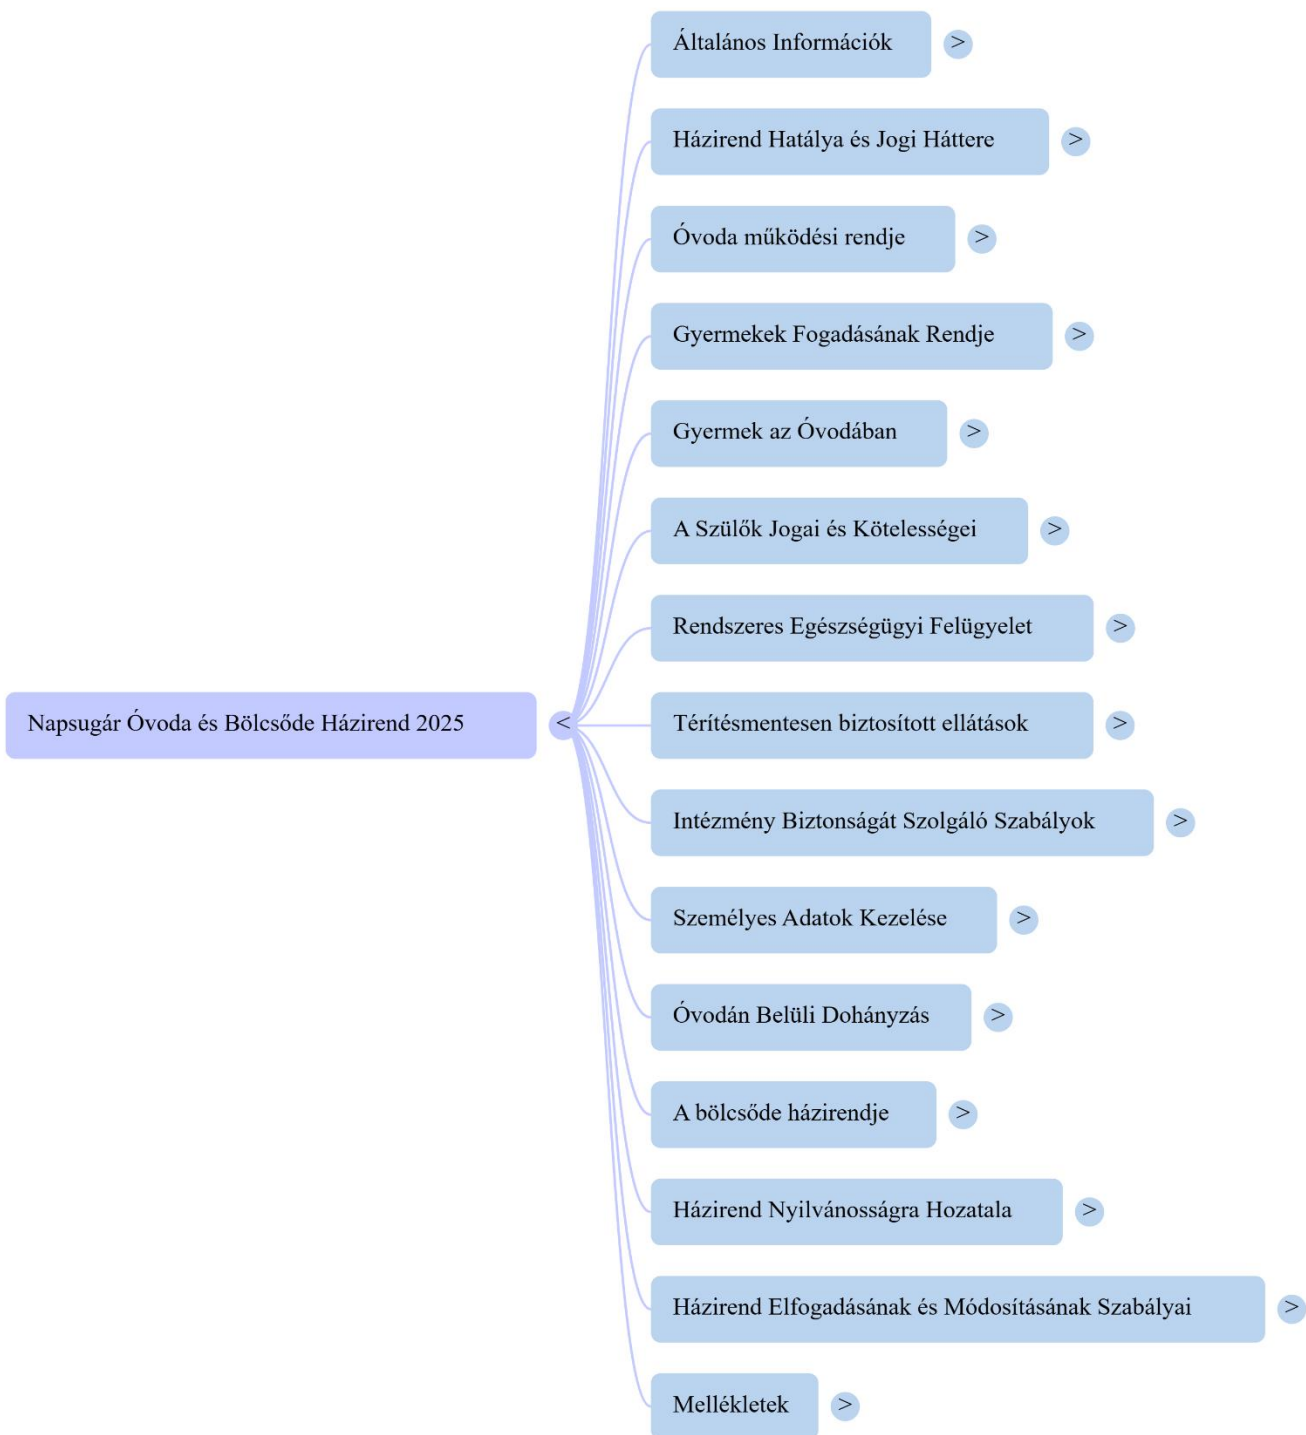 Általános Információk >
Házirend Hatálya és Jogi Háttere >
Óvoda működési rendje >
Gyermekek Fogadásának Rendje >
Gyermek az Óvodában >
A Szülők Jogai és Kötelességei >
Rendszeres Egészségügyi Felügyelet >
Napsugár Óvoda és Bölcsőde Házirend 2025 <
Térítésmentesen biztosított ellátások >
Intézmény Biztonságát Szolgáló Szabályok >
Személyes Adatok Kezelése >
Óvodán Belüli Dohányzás >
A bölcsőde házirendje >
Házirend Nyilvánosságra Hozatala >
Házirend Elfogadásának és Módosításának Szabályai >
Mellékletek >